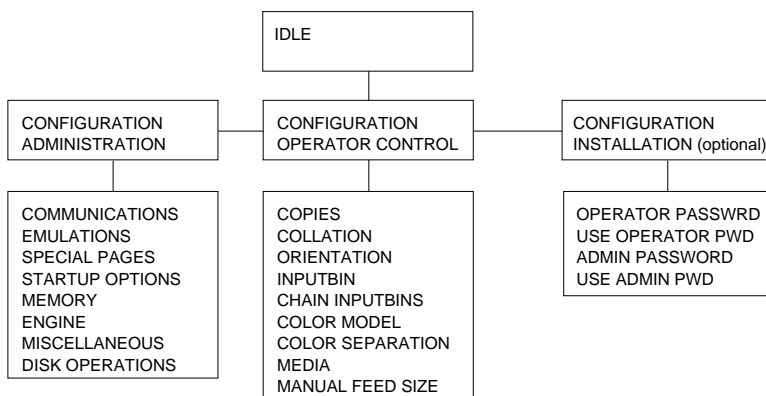 IDLE
CONFIGURATION
ADMINISTRATION
CONFIGURATION
OPERATOR CONTROL
CONFIGURATION
INSTALLATION (optional)
COMMUNICATIONS
EMULATIONS
SPECIAL PAGES
STARTUP OPTIONS
MEMORY
ENGINE
MISCELLANEOUS
DISK OPERATIONS
COPIES
COLLATION
ORIENTATION
INPUTBIN
CHAIN INPUTBINS
COLOR MODEL
COLOR SEPARATION
MEDIA
MANUAL FEED SIZE
OPERATOR PASSWRD
USE OPERATOR PWD
ADMIN PASSWORD
USE ADMIN PWD